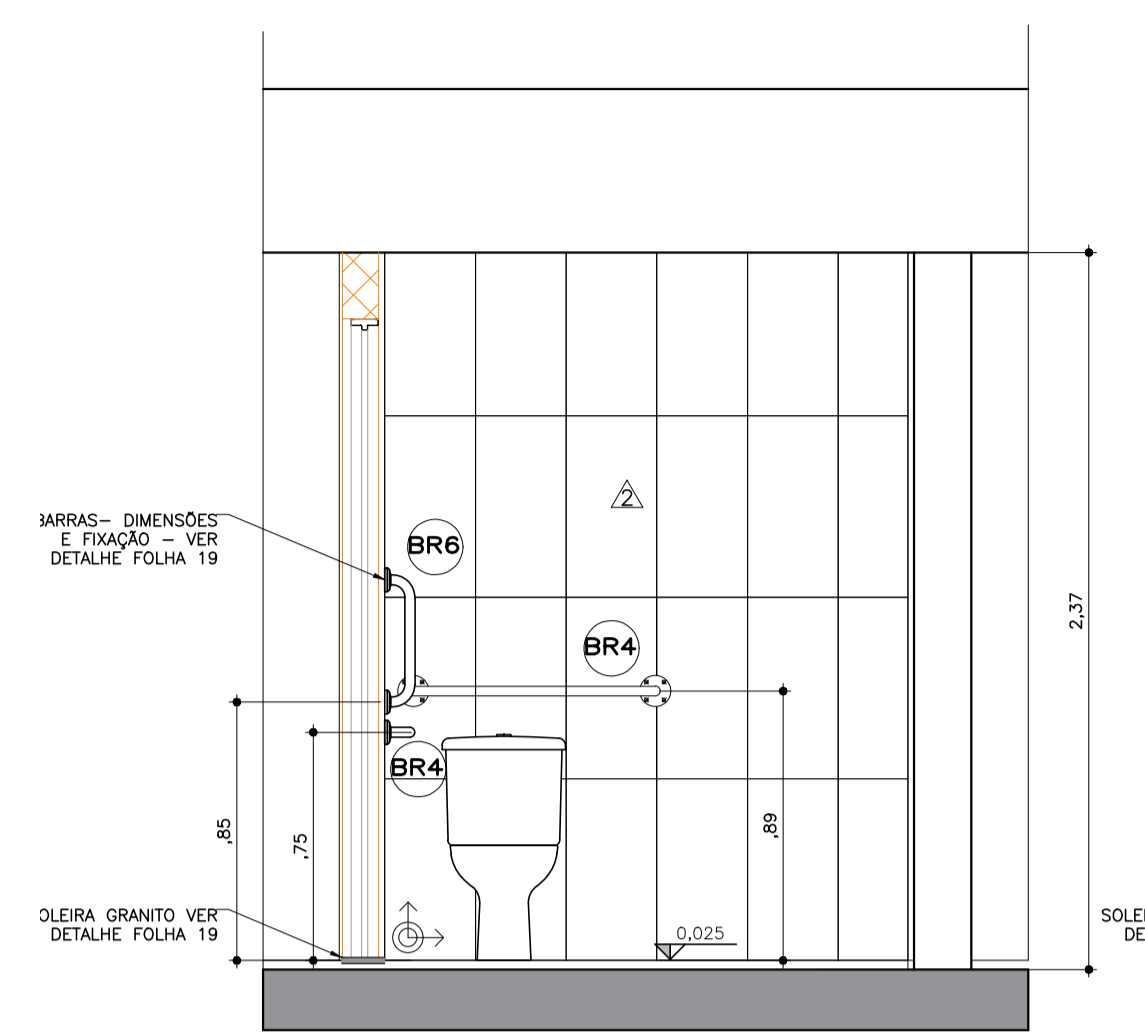 2
BARRAS- DIMENSÕES
E FIXAÇÃO - VER
DETALHE FOLHA 19
BR6
BR4
2,37
BR4
,85
,75
,89
OLEIRA GRANITO VER
DETALHE FOLHA 19
0,025
SOLEI
DE